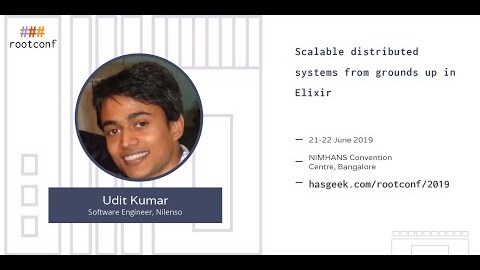 ###
rootconf
Scalable distributed
systems from grounds up in
Elixir
— 21-22 June 2019
— NIMHANS Convention
Centre, Bangalore
— hasgeek.com/rootconf/2019
Udit Kumar
Software Engineer, Nilenso